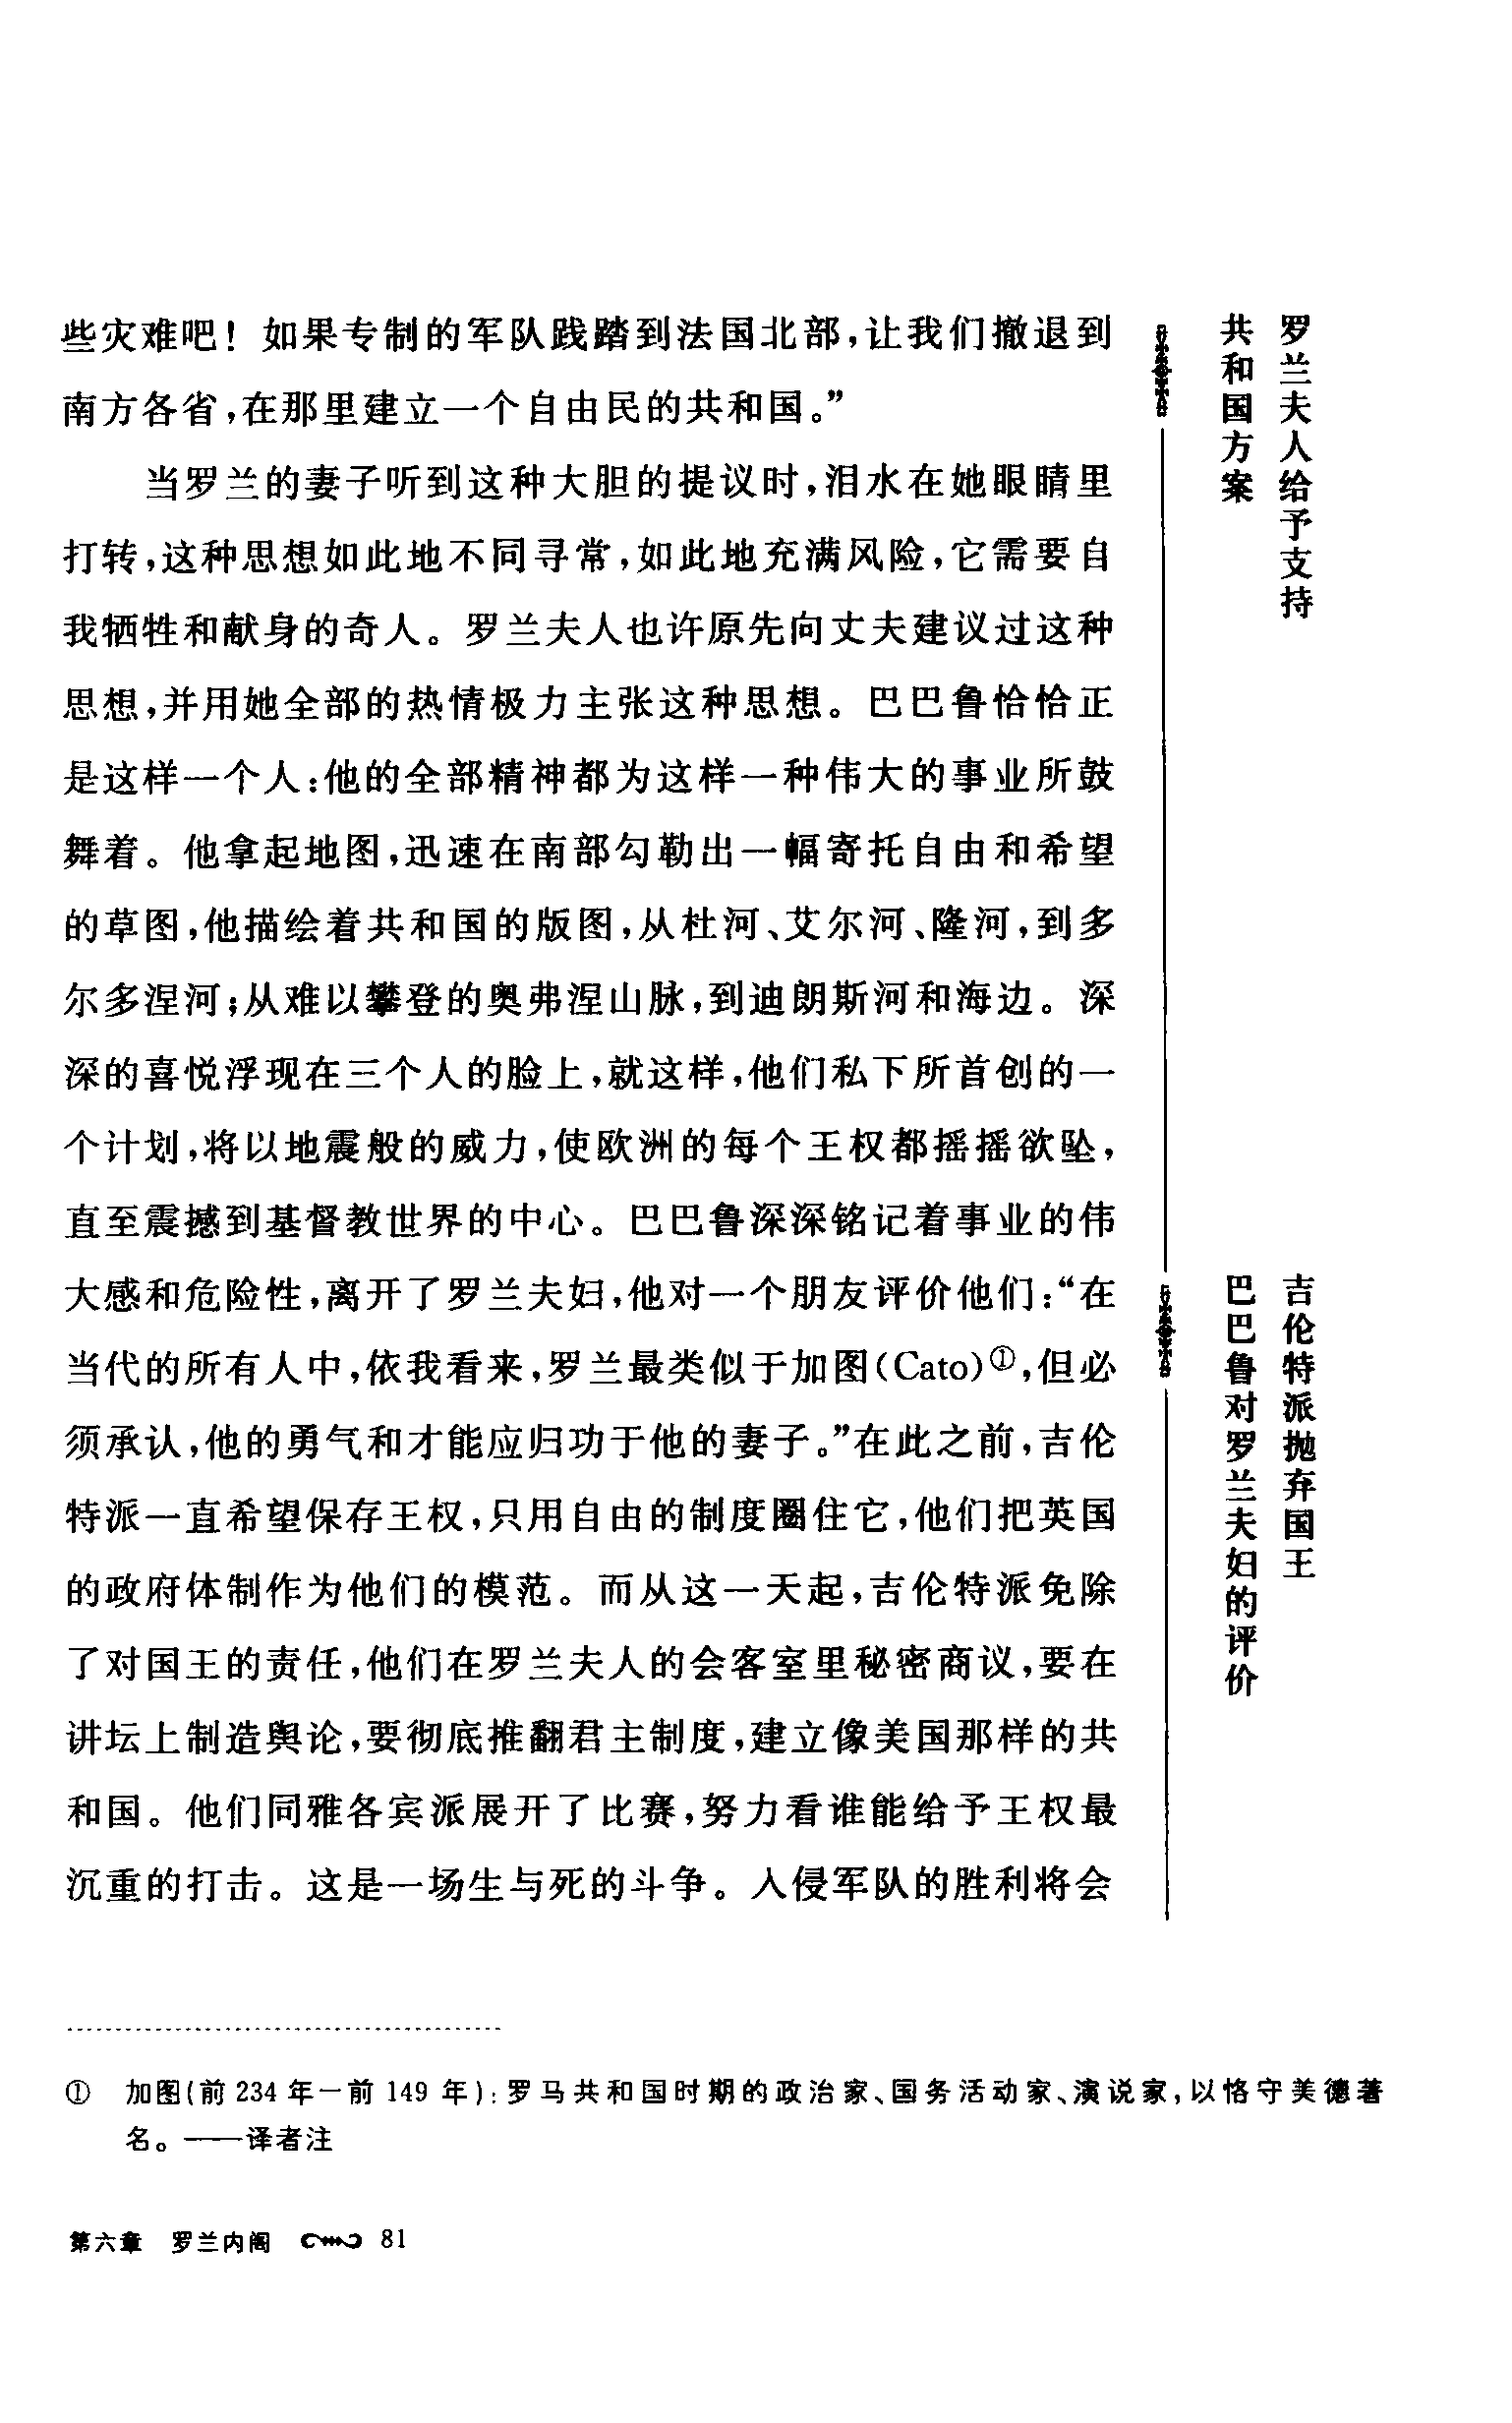 些灾难吧！如果专制的军队践踏到法国北部，让我们撤退到
南方各省，在那里建立一个自由民的共和国。”
当罗兰的妻子听到这种大胆的提议时，泪水在她眼睛里
打转，这种思想如此地不同寻常，如此地充满风险，它需要自
我牺牲和献身的奇人。罗兰夫人也许原先向丈夫建议过这种
思想，并用她全部的热情极力主张这种思想。巴巴鲁恰恰正
是这样一个人：他的全部精神都为这样一种伟大的事业所鼓
舞着。他拿起地图，迅速在南部勾勒出一幅寄托自由和希望
的草图，他描绘着共和国的版图，从杜河、艾尔河、隆河，到多
尔多涅河；从难以攀登的奥弗涅山脉，到迪朗斯河和海边。深
深的喜悦浮现在三个人的脸上，就这样，他们私下所首创的一
个计划，将以地震般的威力，使欧洲的每个王权都摇摇欲坠，
直至震撼到基督教世界的中心。巴巴鲁深深铭记着事业的伟
大感和危险性，离开了罗兰夫妇，他对一个朋友评价他们：“在
当代的所有人中，依我看来，罗兰最类似于加图(Cato)①，但必
须承认，他的勇气和才能应归功于他的妻子。”在此之前，吉伦
特派一直希望保存王权，只用自由的制度圈住它，他们把英国
的政府体制作为他们的模范。而从这一天起，吉伦特派免除
了对国王的责任，他们在罗兰夫人的会客室里秘密商议，要在
讲坛上制造舆论，要彻底推翻君主制度，建立像美国那样的共
和国。他们同雅各宾派展开了比赛，努力看谁能给予王权最
沉重的打击。这是一场生与死的斗争。入侵军队的胜利将会
罗兰夫人给予支持
共和国方案
吉伦特派抛弃国王
巴巴鲁对罗兰夫妇的评价
① 加图(前 234 年一前 149 年)：罗马共和国时期的政治家、国务活动家、演说家，以恪守美德著
名。——译者注
第六章 罗兰内阁 81